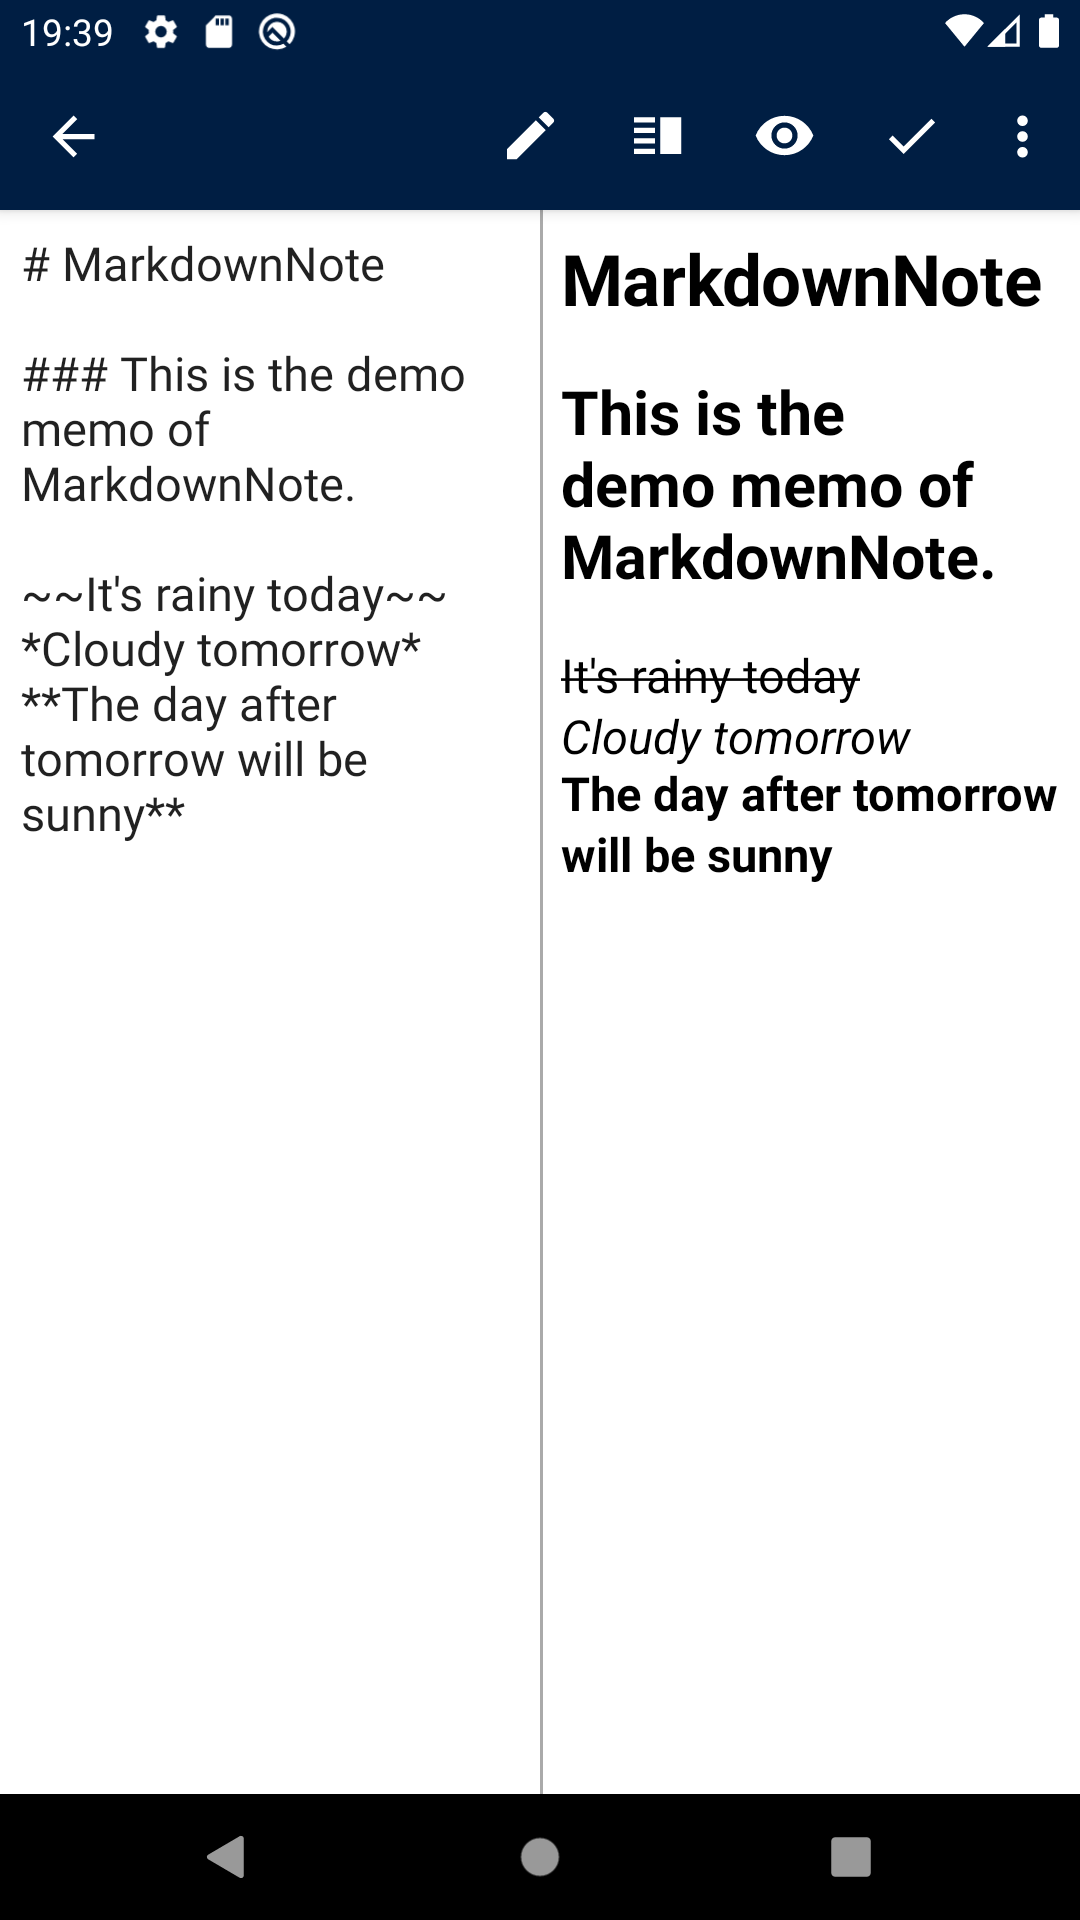 19:39
# MarkdownNote
### This is the demo
memo of
MarkdownNote.
~~It's rainy today~~
*Cloudy tomorrow*
**The day after
tomorrow will be
sunny**
MarkdownNote
This is the
demo memo of
MarkdownNote.
It's rainy today
Cloudy tomorrow
The day after tomorrow
will be sunny